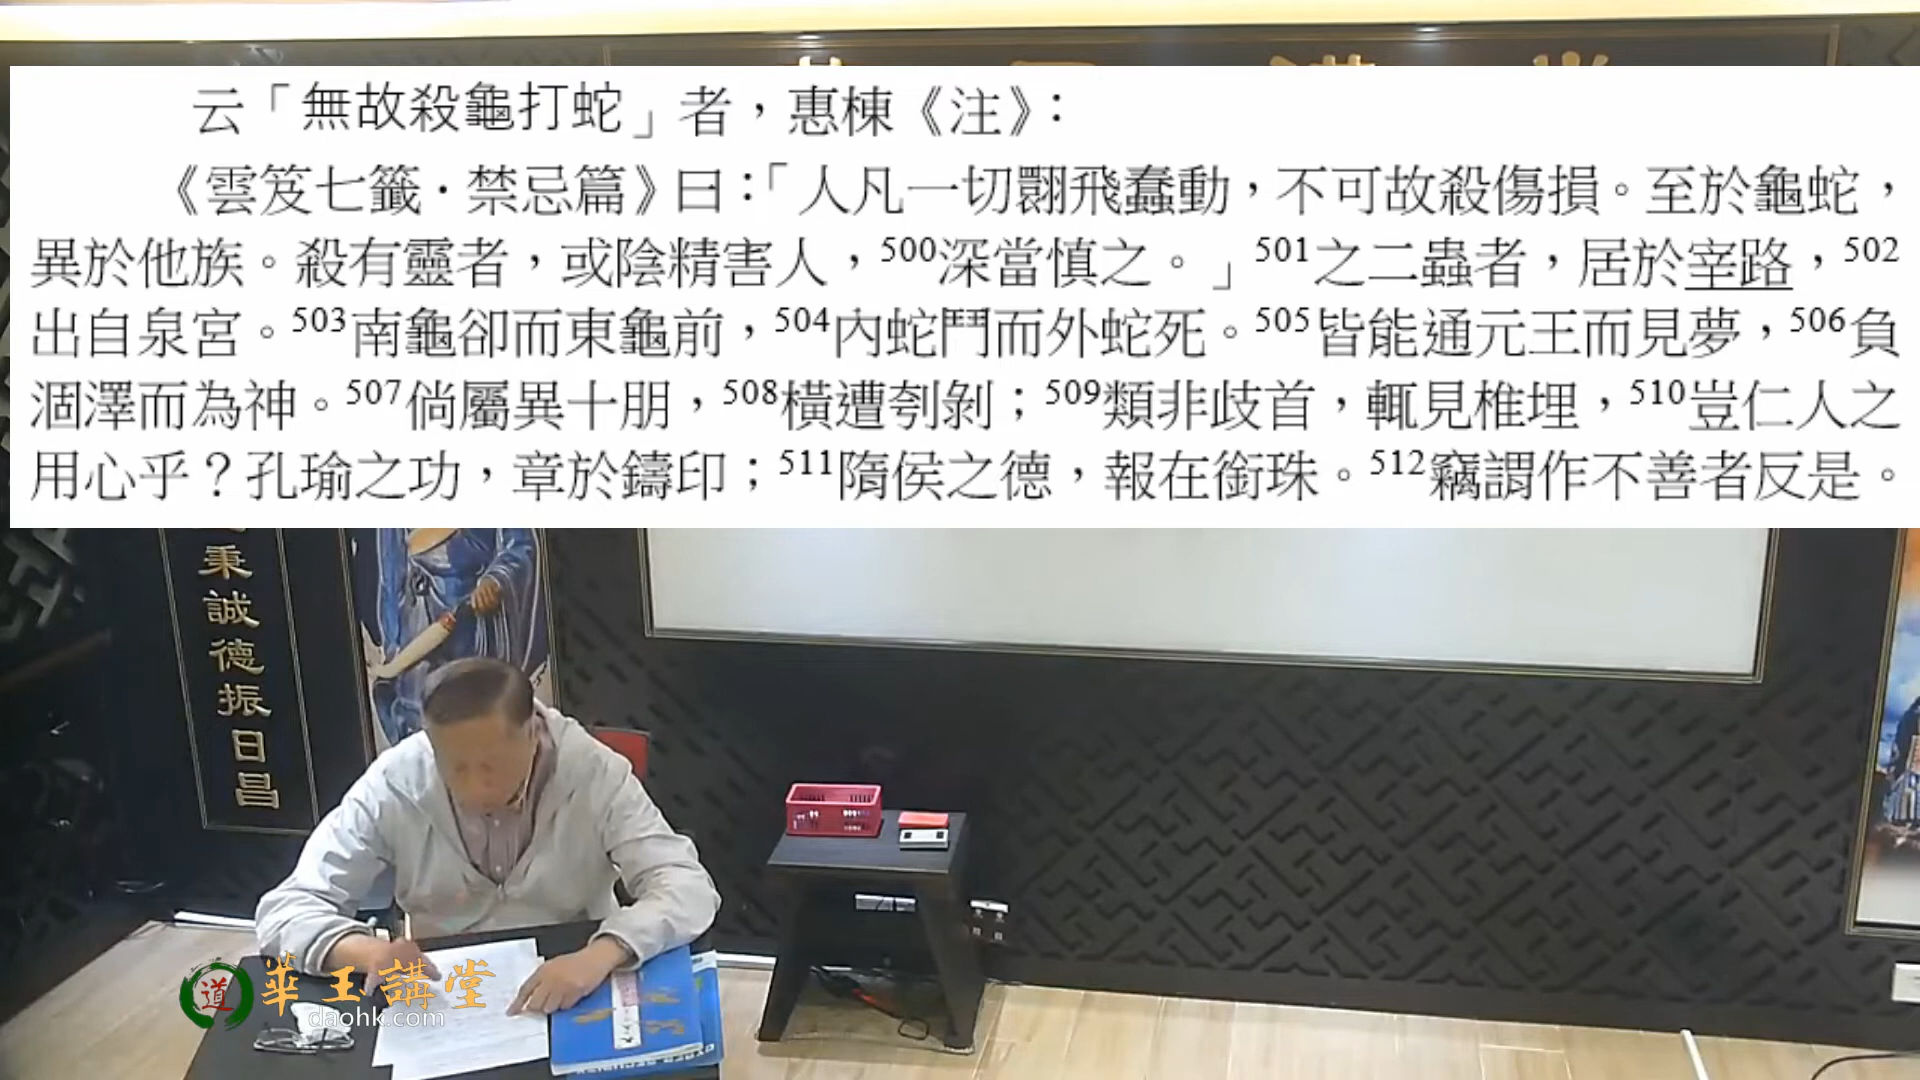 云「無故殺龜打蛇」者，惠棟《注》：
《雲笈七籤·禁忌篇》曰：「人凡一切翾飛蠢動，不可故殺傷損。至於龜蛇，
異於他族。殺有靈者，或陰精害人，500深當慎之。」501之二蟲者，居於宰路，502
出自泉宮。503南龜卻而東龜前，504內蛇鬥而外蛇死。505皆能通元王而見夢，506負
涸澤而為神。507倘屬異十朋，508橫遭刳剝；509類非歧首，輒見椎埋，510豈仁人之
用心乎？孔瑜之功，章於鑄印；511隋侯之德，報在銜珠。512竊謂作不善者反是。
秉誠德振日昌
道 華玉講堂
daohk.com